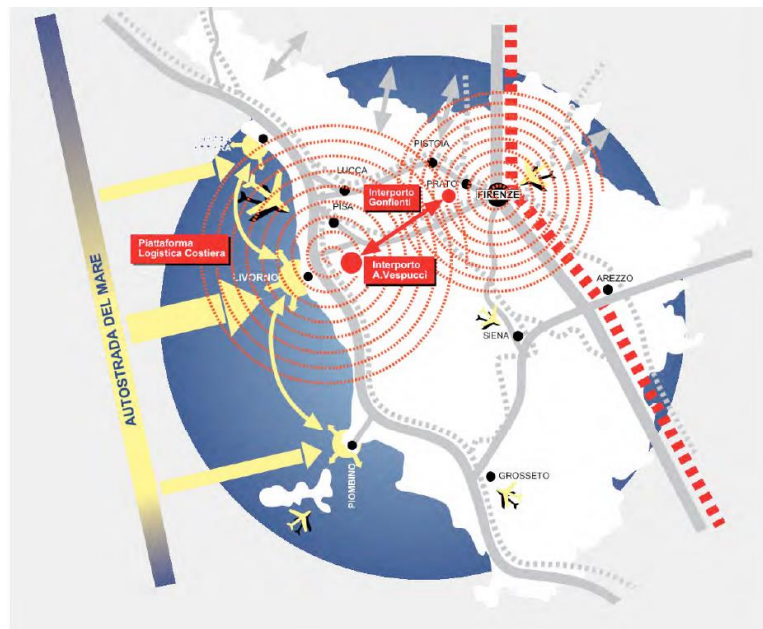 PISTOIA
LUCCA
PRATO
Interporto
Gonfienti
FIRENZE
PISA
Piattaforma
Logistica Costiera
Interporto
A.Vespucci
LIVORNO
AREZZO
SIENA
AUTOSTRADA DEL MARE
GROSSETO
PIOMBINO